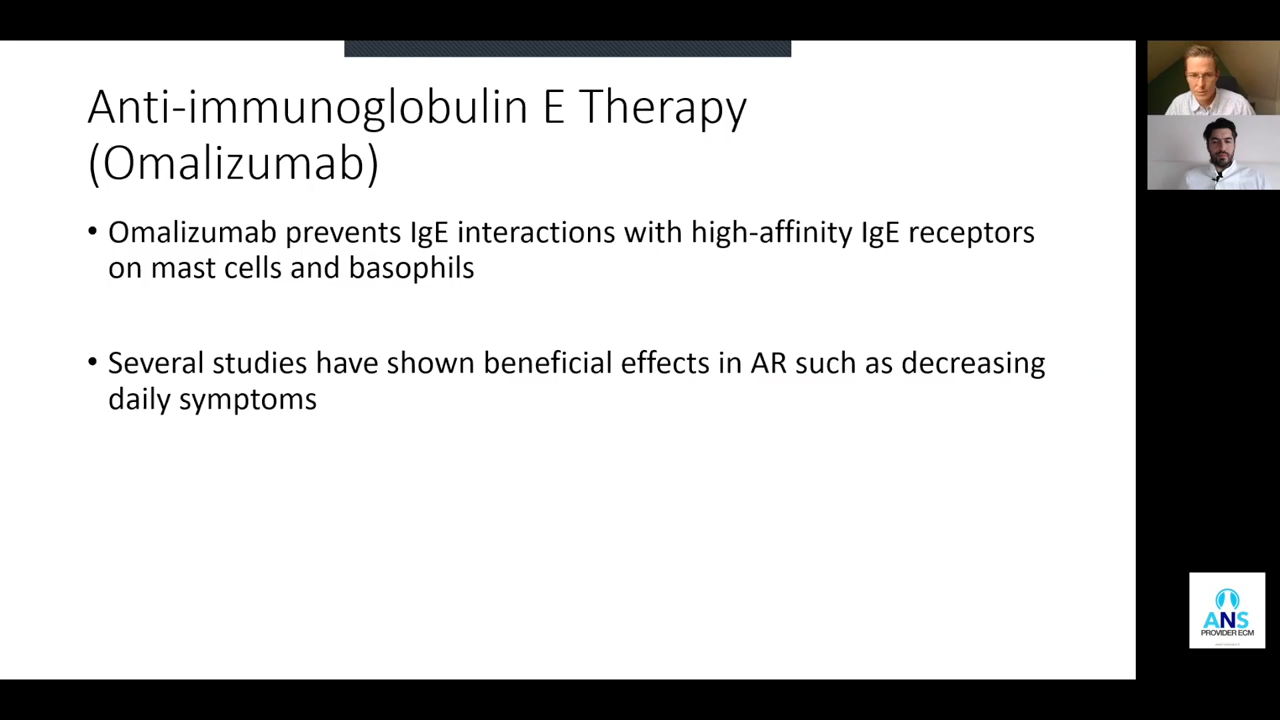 Anti-immunoglobulin E Therapy
(Omalizumab)
• Omalizumab prevents IgE interactions with high-affinity IgE receptors
on mast cells and basophils
• Several studies have shown beneficial effects in AR such as decreasing
daily symptoms
ANS
PROVIDER ECM